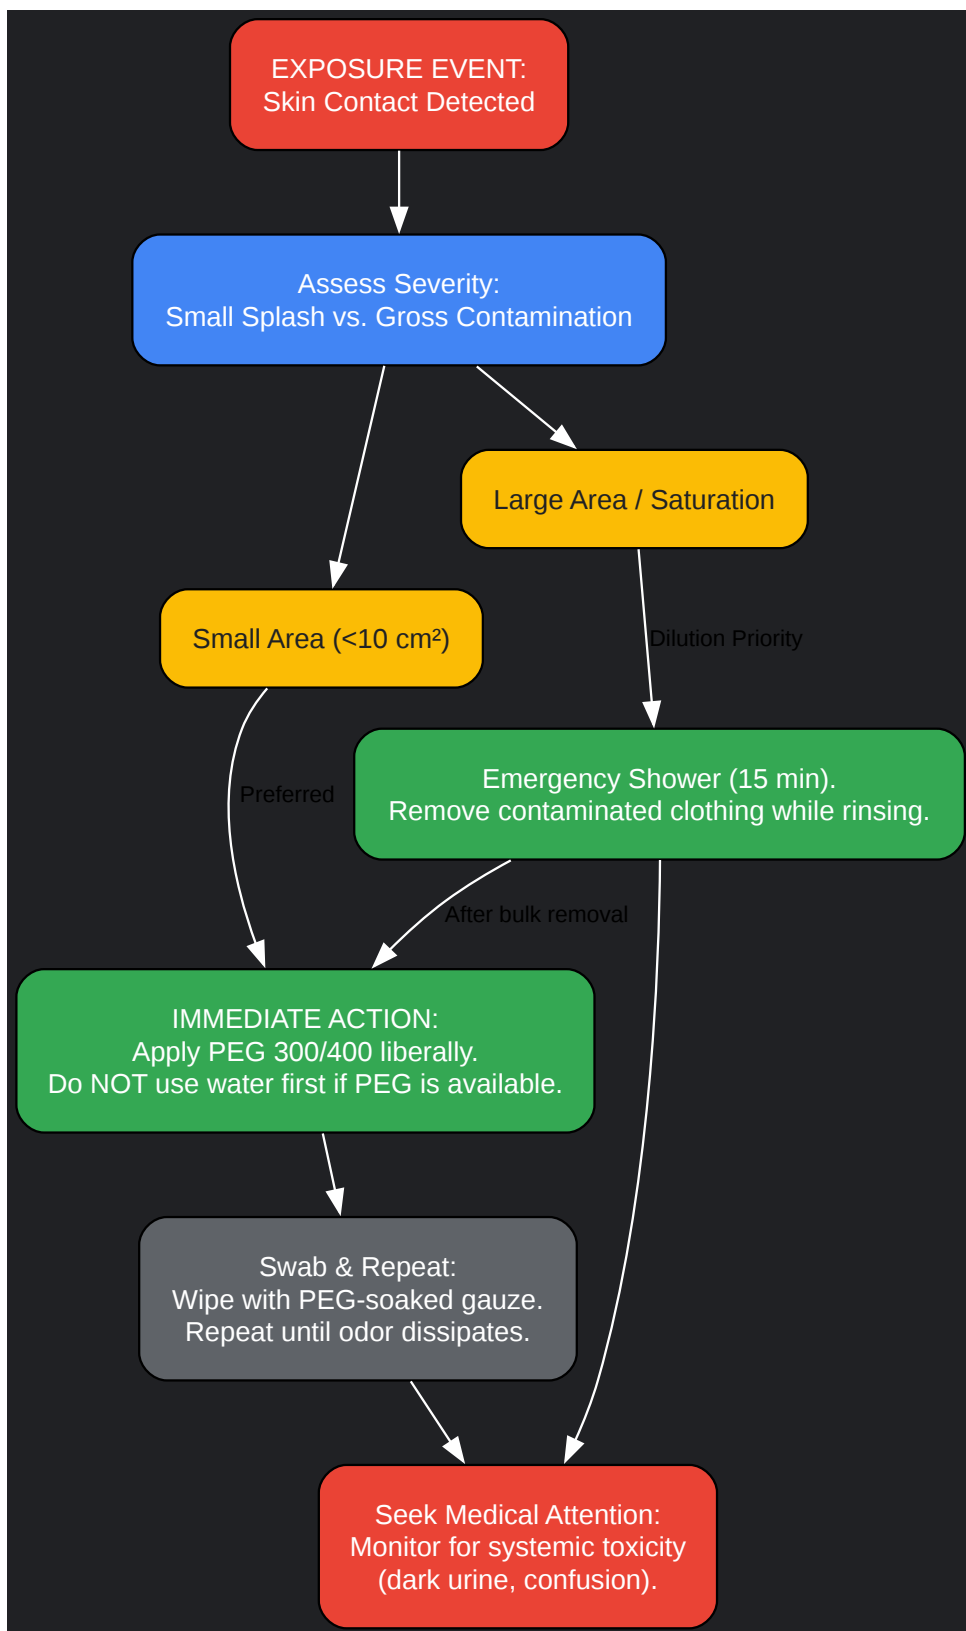 EXPOSURE EVENT:
Skin Contact Detected
Assess Severity:
Small Splash vs. Gross Contamination
Large Area / Saturation
Small Area (<10 cm²)
Dilution Priority
Emergency Shower (15 min).
Remove contaminated clothing while rinsing.
Preferred
After bulk removal
IMMEDIATE ACTION:
Apply PEG 300/400 liberally.
Do NOT use water first if PEG is available.
Swab & Repeat:
Wipe with PEG-soaked gauze.
Repeat until odor dissipates.
Seek Medical Attention:
Monitor for systemic toxicity
(dark urine, confusion).